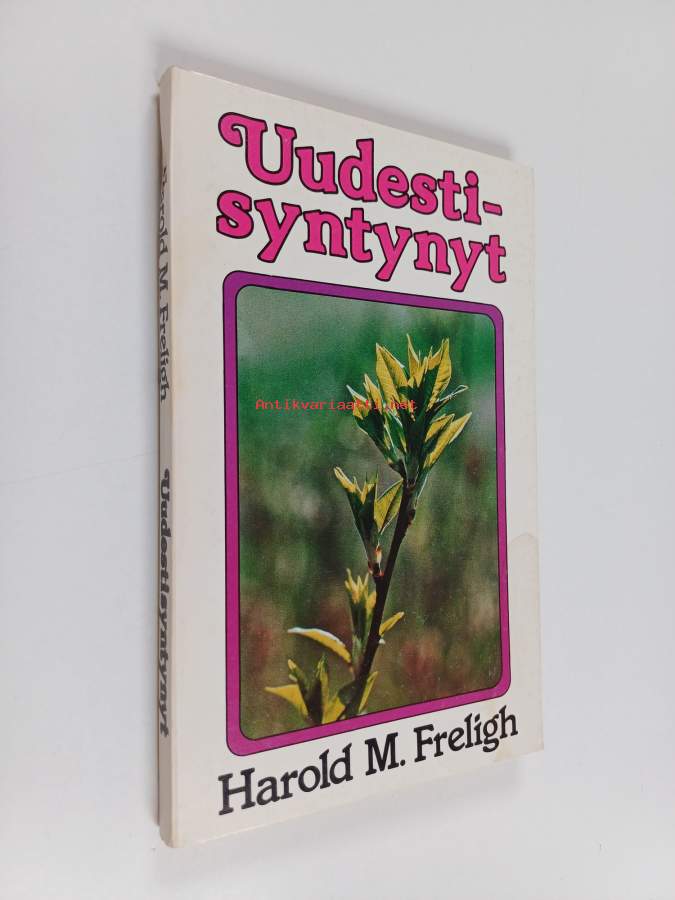 Uudesti-
syntynyt
Antikvariaatti.net
Harold M. Freligh
Harold M. Freligh Uudestisyntynyt